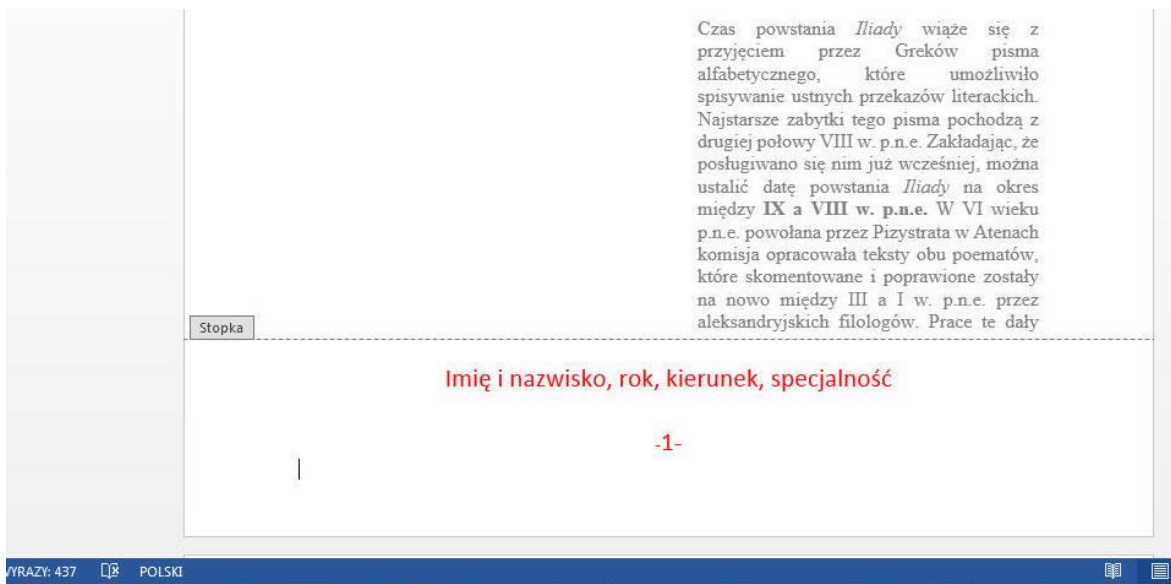 Czas powstania Iliady wiąże się z
przyjęciem przez Greków pisma
alfabetycznego, które umożliwiło
spisywanie ustnych przekazów literackich.
Najstarsze zabytki tego pisma pochodzą z
drugiej połowy VIII w. p.n.e. Zakładając, że
posługiwano się nim już wcześniej, można
ustalić datę powstania Iliady na okres
między IX a VIII w. p.n.e. W VI wieku
p.n.e. powołana przez Pizystrata w Atenach
komisja opracowała teksty obu poematów,
które skomentowane i poprawione zostały
na nowo między III a I w. p.n.e. przez
aleksandryjskich filologów. Prace te dały
Stopka
Imię i nazwisko, rok, kierunek, specjalność
-1-
WYRAZY: 437 POLSKI